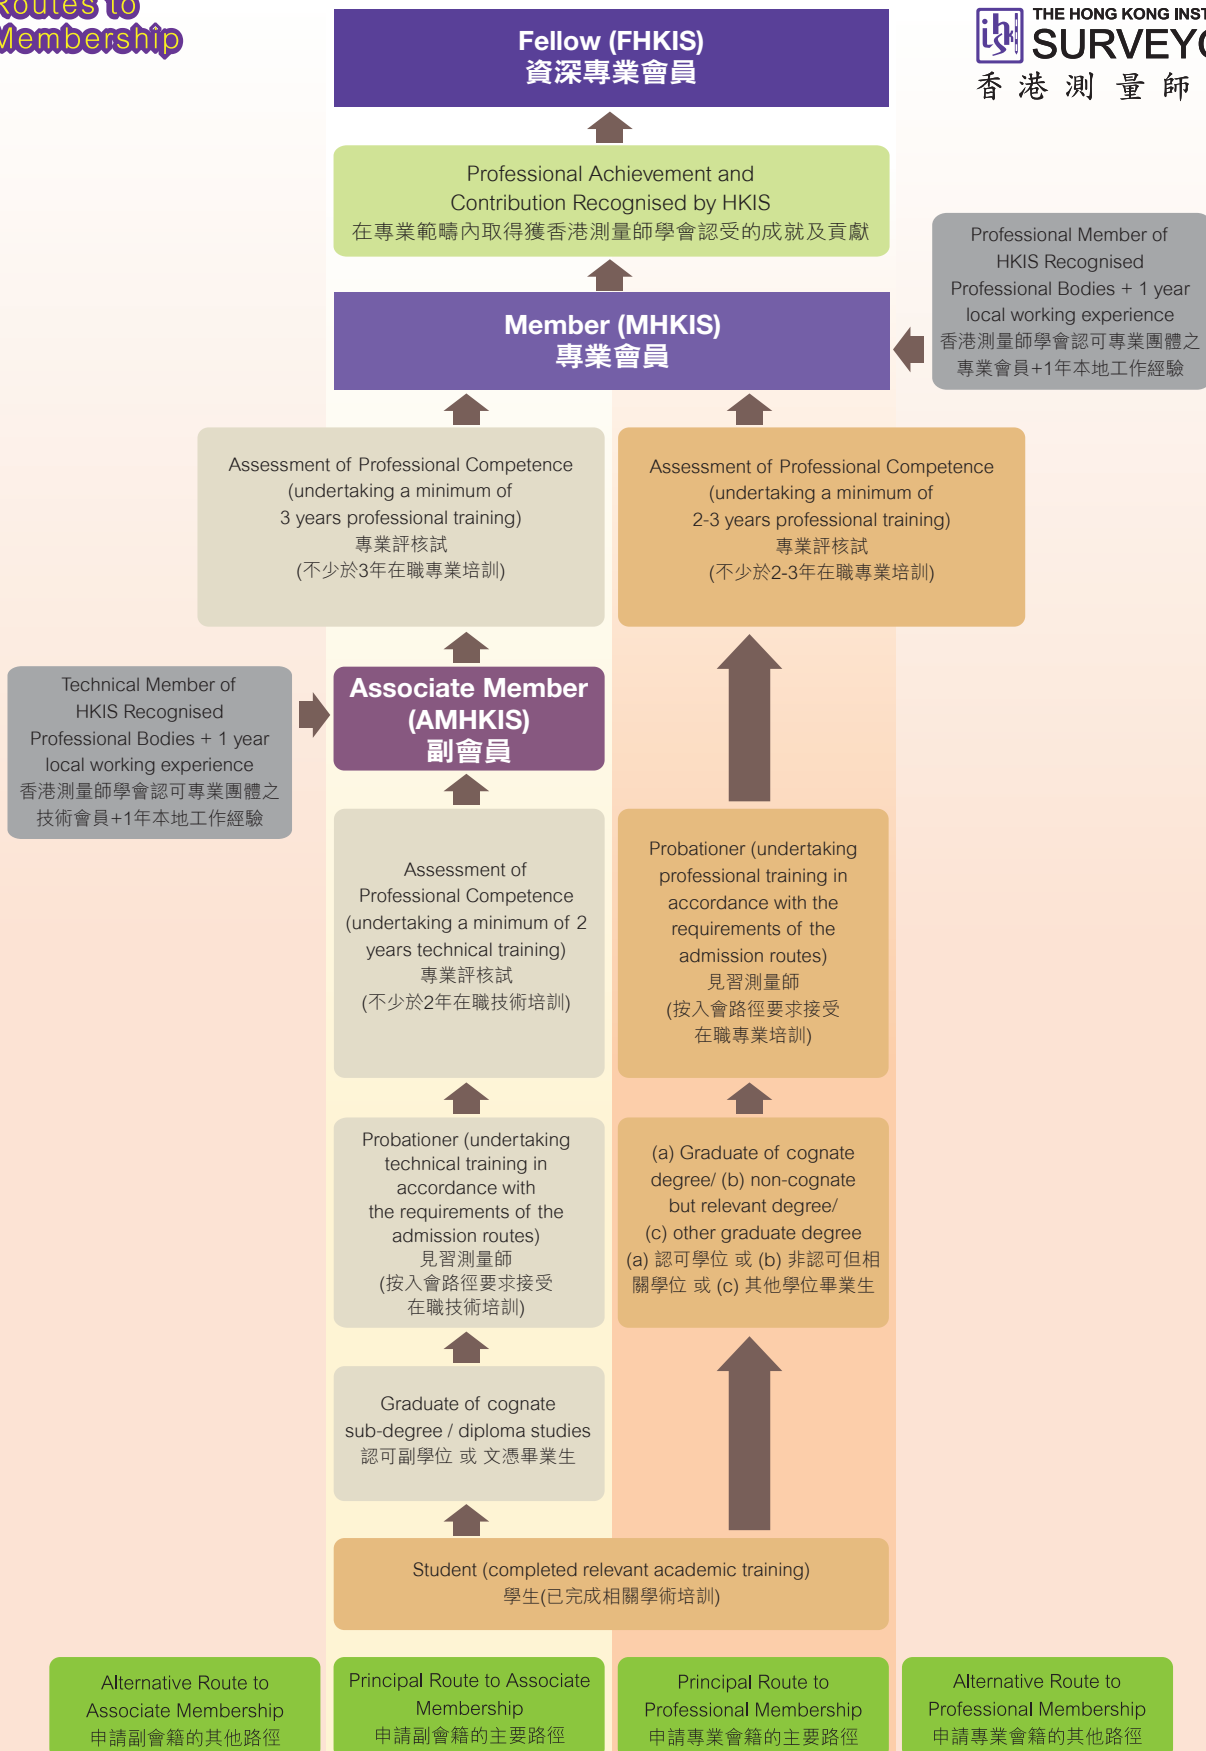 Routes to
Membership
THE HONG KONG
SURVEYO
香港測量師
Fellow (FHKIS)
資深專業會員
Professional Achievement and
Contribution Recognised by HKIS
在專業範疇內取得獲香港測量師學會認受的成就及貢獻
Professional Member of
HKIS Recognised
Professional Bodies + 1 year
local working experience
香港測量師學會認可專業團體之
專業會員+1年本地工作經驗
Member (MHKIS)
專業會員
Assessment of Professional Competence
(undertaking a minimum of
3 years professional training)
專業評核試
(不少於3年在職專業培訓)
Assessment of Professional Competence
(undertaking a minimum of
2-3 years professional training)
專業評核試
(不少於2-3年在職專業培訓)
Technical Member of
HKIS Recognised
Professional Bodies + 1 year
local working experience
香港測量師學會認可專業團體之
技術會員+1年本地工作經驗
Associate Member
(AMHKIS)
副會員
Assessment of
Professional Competence
(undertaking a minimum of 2
years technical training)
專業評核試
(不少於2年在職技術培訓)
Probationer (undertaking
professional training in
accordance with the
requirements of the
admission routes)
見習測量師
(按入會路徑要求接受
在職專業培訓)
Probationer (undertaking
technical training in
accordance with
the requirements of the
admission routes)
見習測量師
(按入會路徑要求接受
在職技術培訓)
(a) Graduate of cognate
degree/ (b) non-cognate
but relevant degree/
(c) other graduate degree
(a) 認可學位 或 (b) 非認可但相
關學位 或 (c) 其他學位畢業生
Graduate of cognate
sub-degree / diploma studies
認可副學位 或 文憑畢業生
Student (completed relevant academic training)
學生(已完成相關學術培訓)
Alternative Route to
Associate Membership
申請副會籍的其他路徑
Principal Route to Associate
Membership
申請副會籍的主要路徑
Principal Route to
Professional Membership
申請專業會籍的主要路徑
Alternative Route to
Professional Membership
申請專業會籍的其他路徑